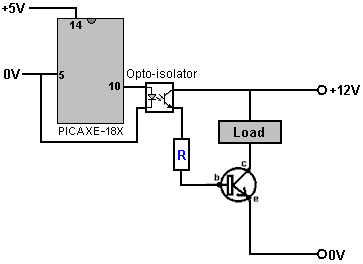 +5V
14
0V
5
10
Opto-isolator
PICAXE-18X
+12V
Load
R
c
b
e
0V